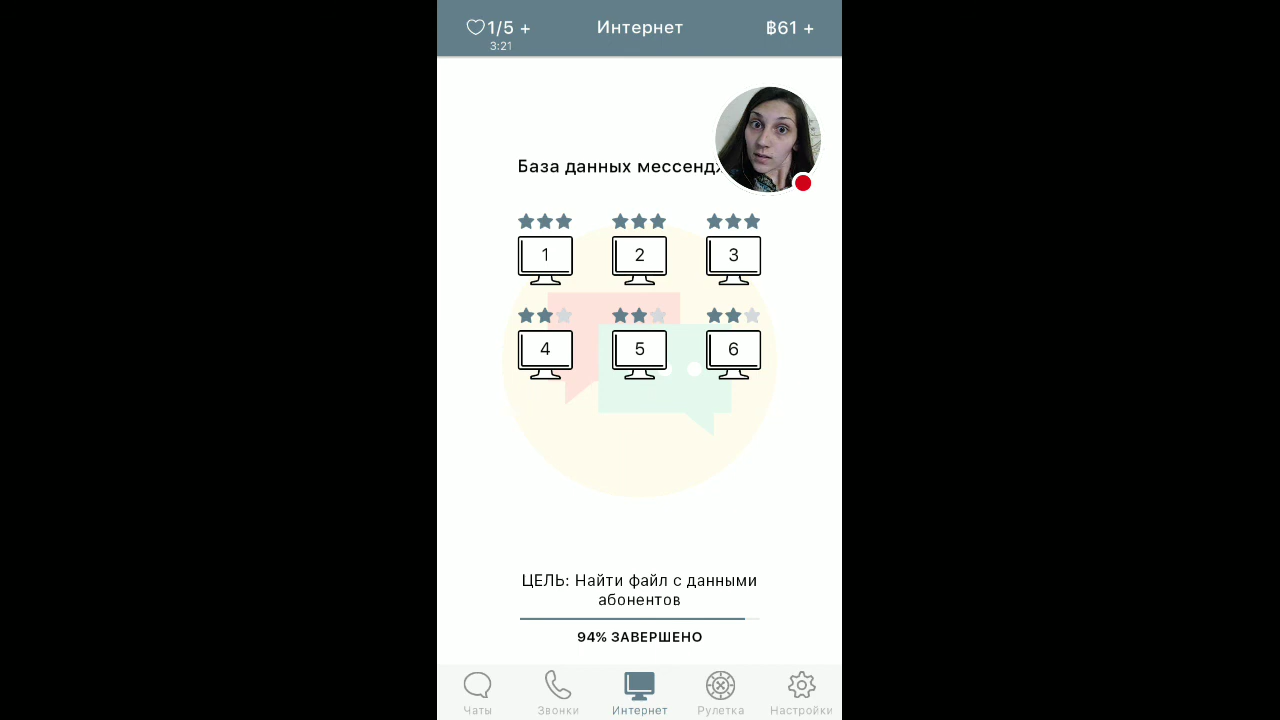 1/5 +
3:21
Интернет
฿61 +
База данных мессендж
1
2
3
4
5
6
ЦЕЛЬ: Найти файл с данными
абонентов
94% ЗАВЕРШЕНО
Чаты
Звонки
Интернет
Рулетка
Настройки